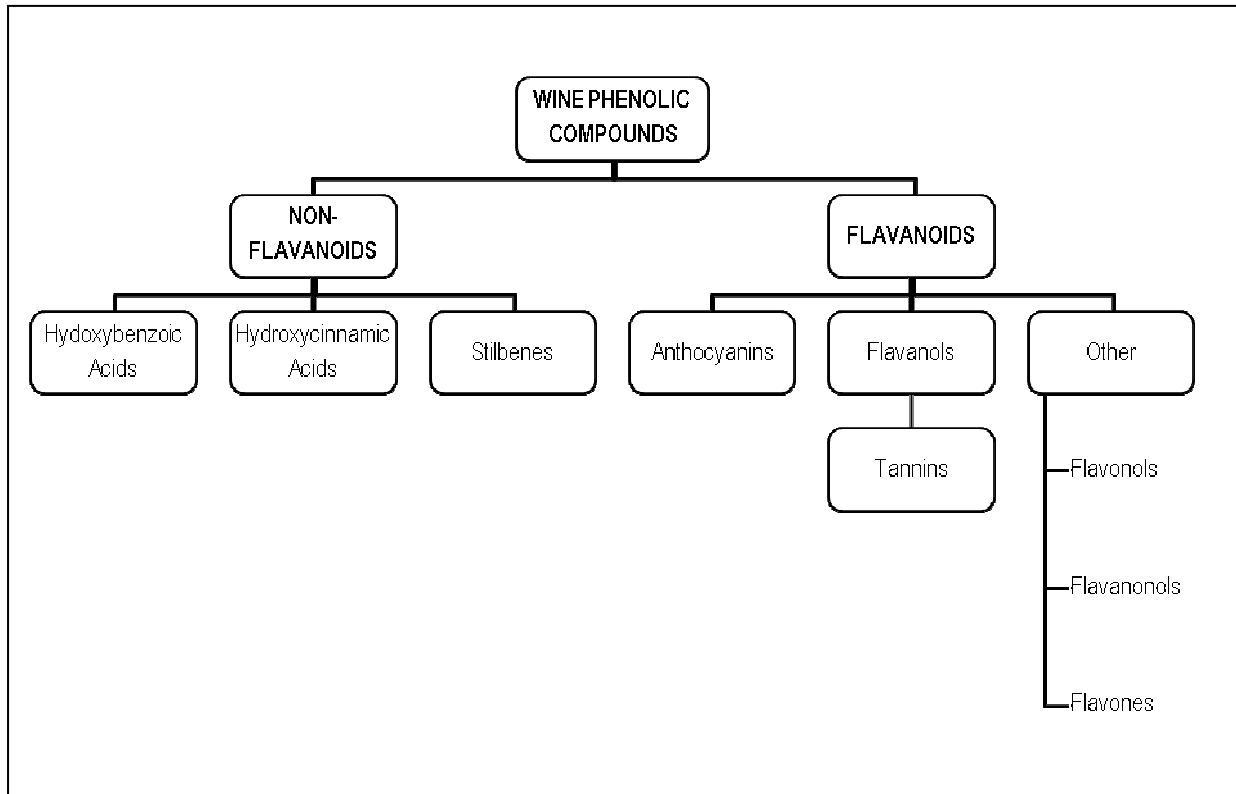 WINE PHENOLIC
COMPOUNDS
NON-
FLAVANOIDS
FLAVANOIDS
Hydoxybenzoic
Acids
Hydroxycinnamic
Acids
Stilbenes
Anthocyanins
Flavanols
Other
Tannins
Flavonols
Flavanonols
Flavones